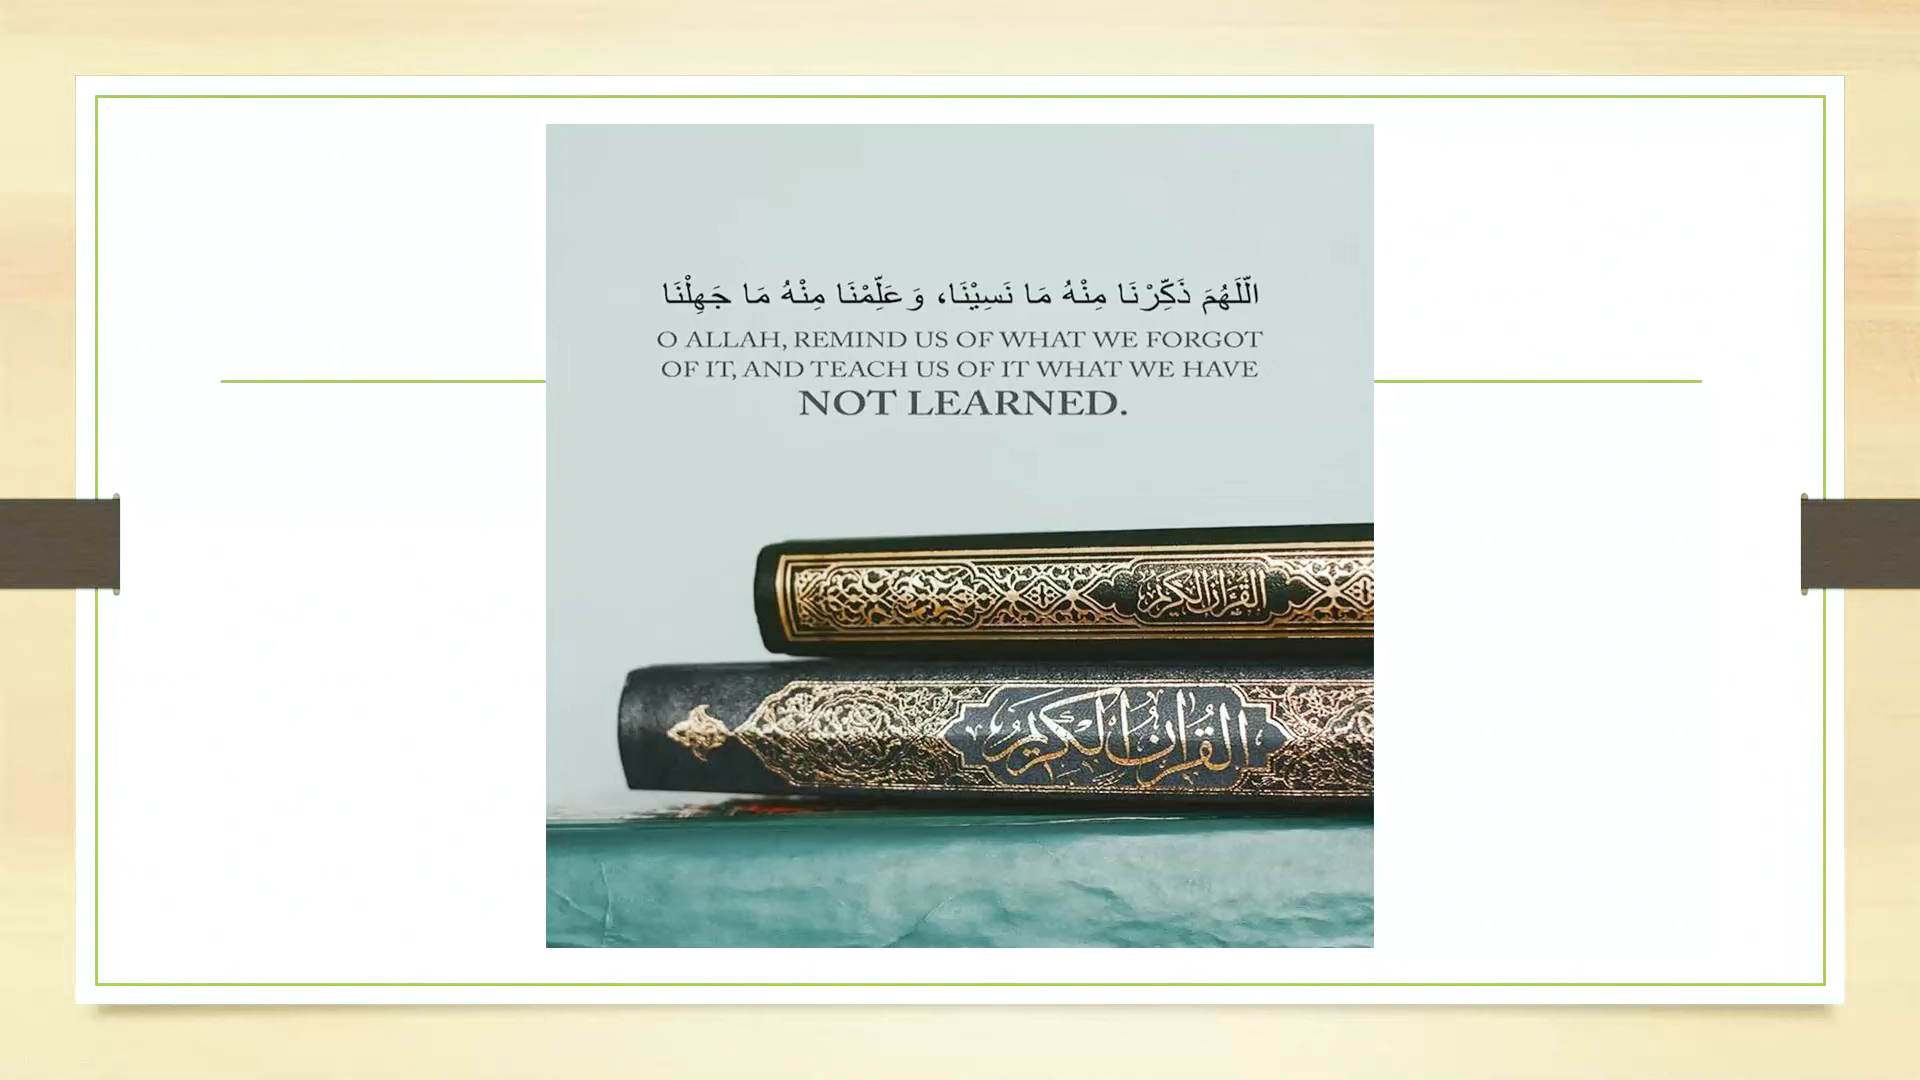 الّلَهُمَ ذَكِّرْنَا مِنْهُ مَا نَسِيْنَا، وَعَلِّمْنَا مِنْهُ مَا جَهِلْنَا
O ALLAH, REMIND US OF WHAT WE FORGOT
OF IT, AND TEACH US OF IT WHAT WE HAVE
NOT LEARNED.
القرآن الكريم
القرآن الكريم